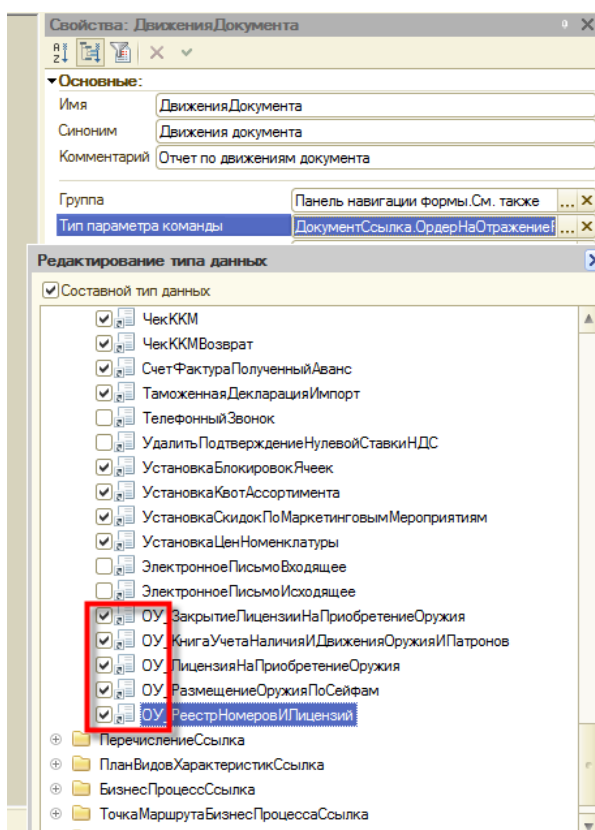 Свойства: ДвиженияДокумента
Основные:
Имя ДвиженияДокумента
Синоним Движения документа
Комментарий Отчет по движениям документа
Группа Панель навигации формы.См. также ...
Тип параметра команды ДокументСсылка.ОрдерНаОтражение ...
Редактирование типа данных
Составной тип данных
ЧекККМ
ЧекККМВозврат
СчетФактураПолученныйАванс
ТаможеннаяДекларацияИмпорт
ТелефонныйЗвонок
УдалитьПодтверждениеНулевойСтавкиНДС
УстановкаБлокировокЯчеек
УстановкаКвотАссортимента
УстановкаСкидокПоМаркетинговымМероприятиям
УстановкаЦенНоменклатуры
ЭлектронноеПисьмоВходящее
ЭлектронноеПисьмоИсходящее
ОУ_ЗакрытиеЛицензииНаПриобретениеОружия
ОУ_КнигаУчетаНаличияИДвиженияОружияИПатронов
ОУ_ЛицензияНаПриобретениеОружия
ОУ_РазмещениеОружияПоСейфам
ОУ_РеестрНомеровИЛицензий
ПеречислениеСсылка
ПланВидовХарактеристикСсылка
БизнесПроцессСсылка
ТочкаМаршрутаБизнесПроцессаСсылка